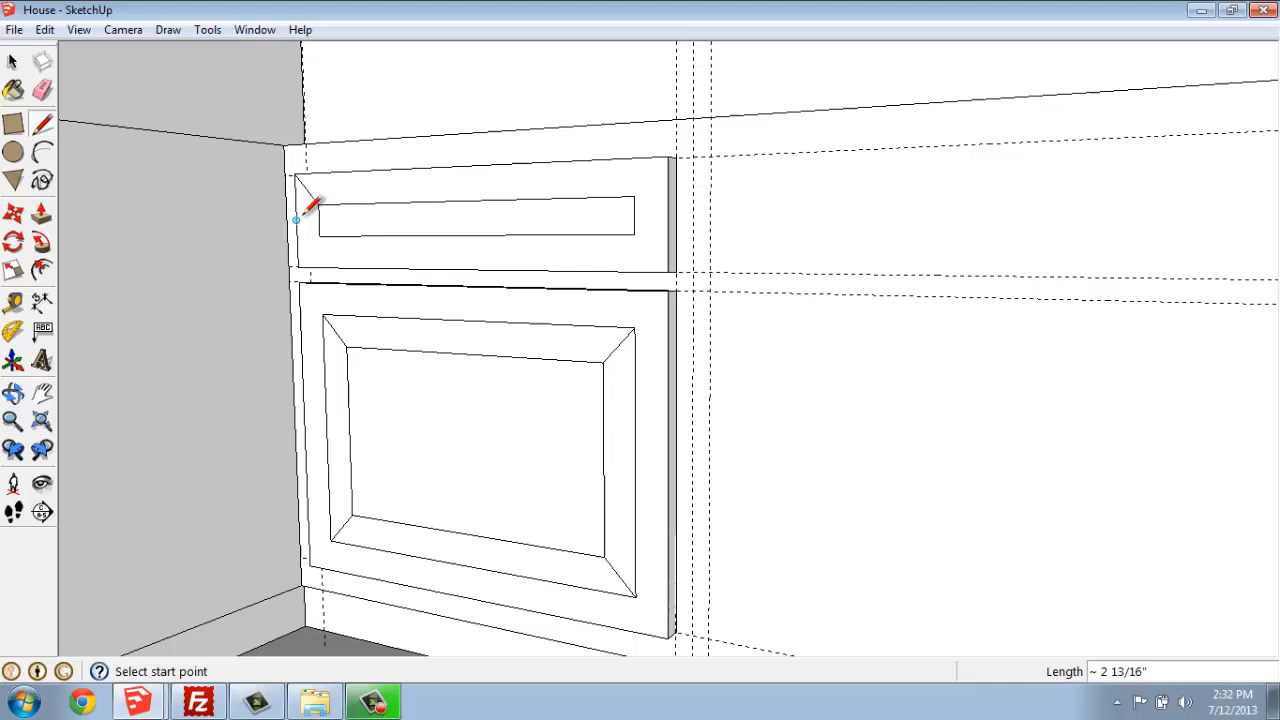 House - SketchUp
File Edit View Camera Draw Tools Window Help
ABC
Select start point
Length ~ 2 13/16"
2:32 PM
7/12/2013